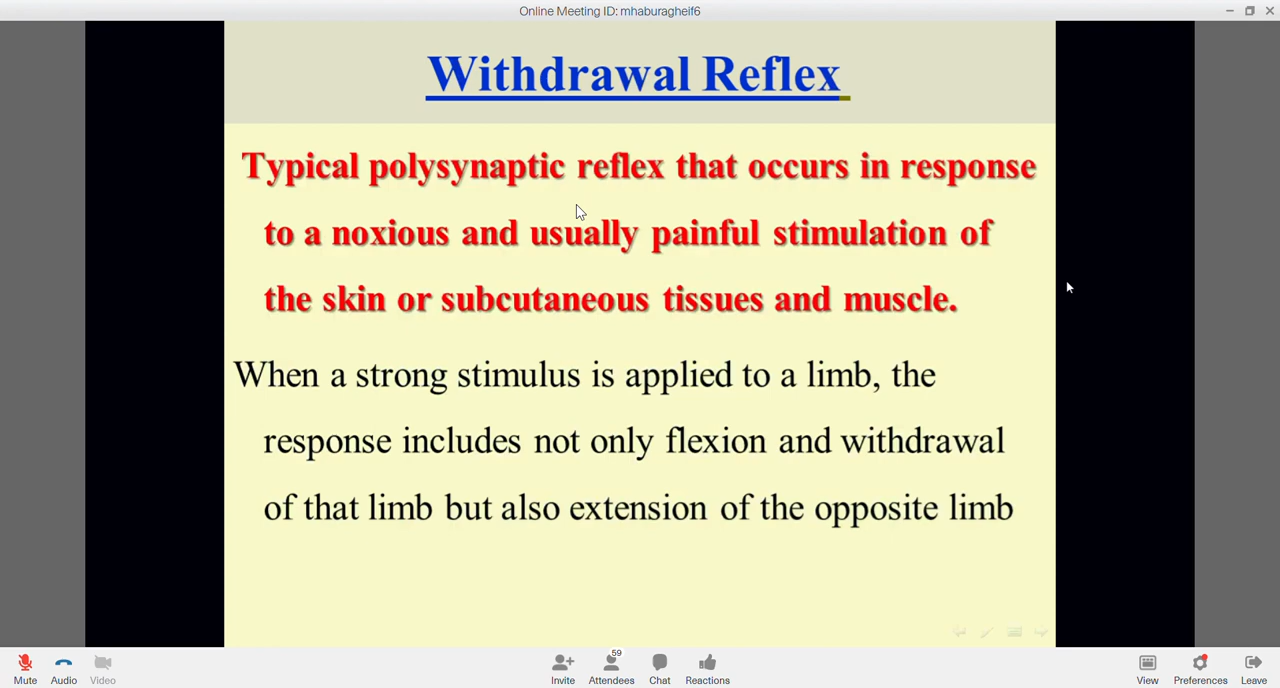 Online Meeting ID: mhaburagheif6
Withdrawal Reflex
Typical polysynaptic reflex that occurs in response
to a noxious and usually painful stimulation of
the skin or subcutaneous tissues and muscle.
When a strong stimulus is applied to a limb, the
response includes not only flexion and withdrawal
of that limb but also extension of the opposite limb
59
Mute Audio Video Invite Attendees Chat Reactions View Preferences Leave